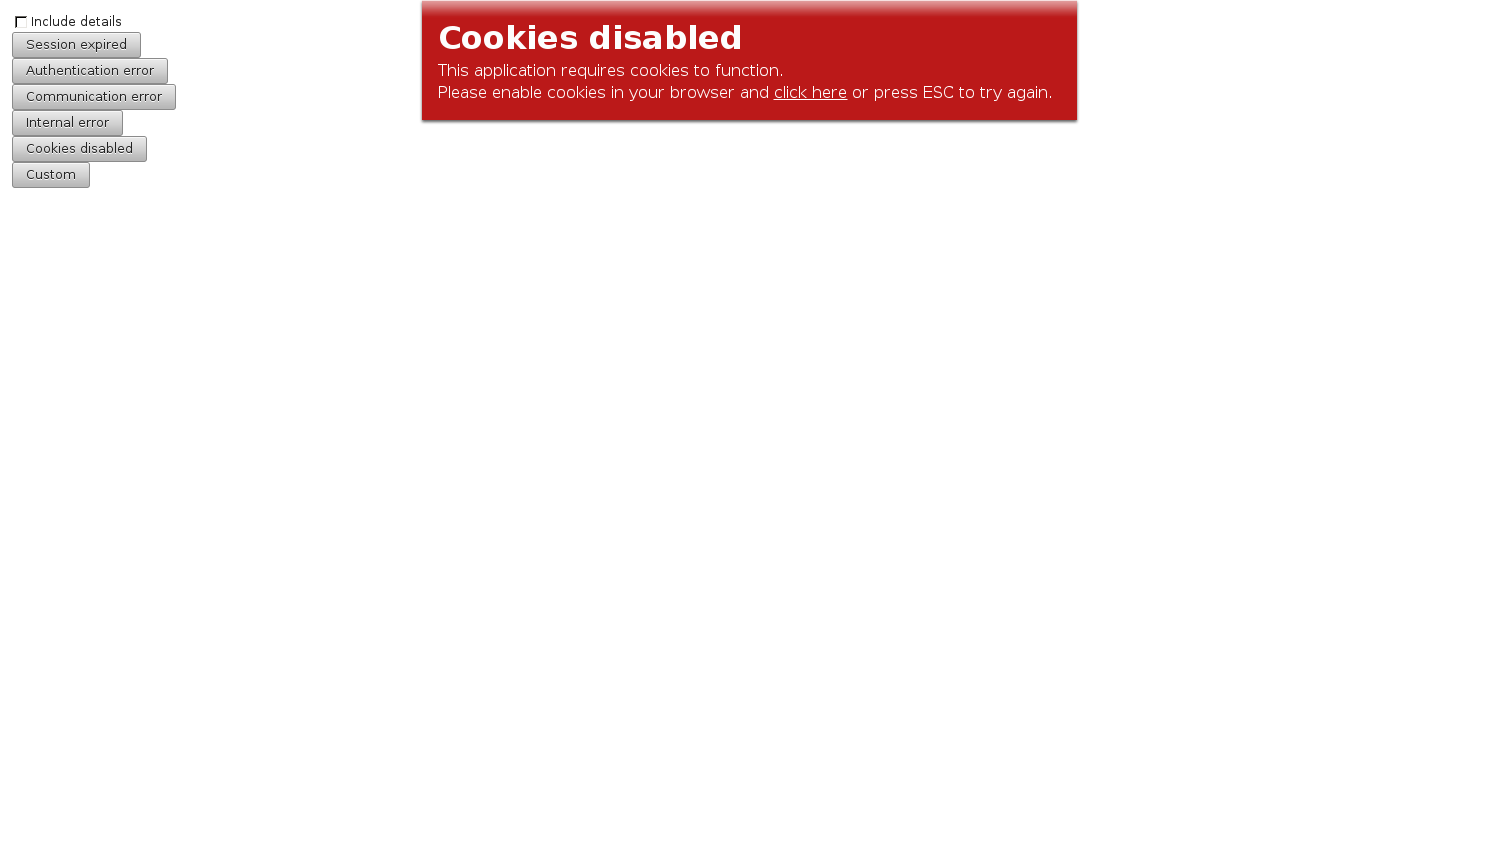 Include details
Session expired
Authentication error
Communication error
Internal error
Cookies disabled
Custom
Cookies disabled
This application requires cookies to function.
Please enable cookies in your browser and click here or press ESC to try again.